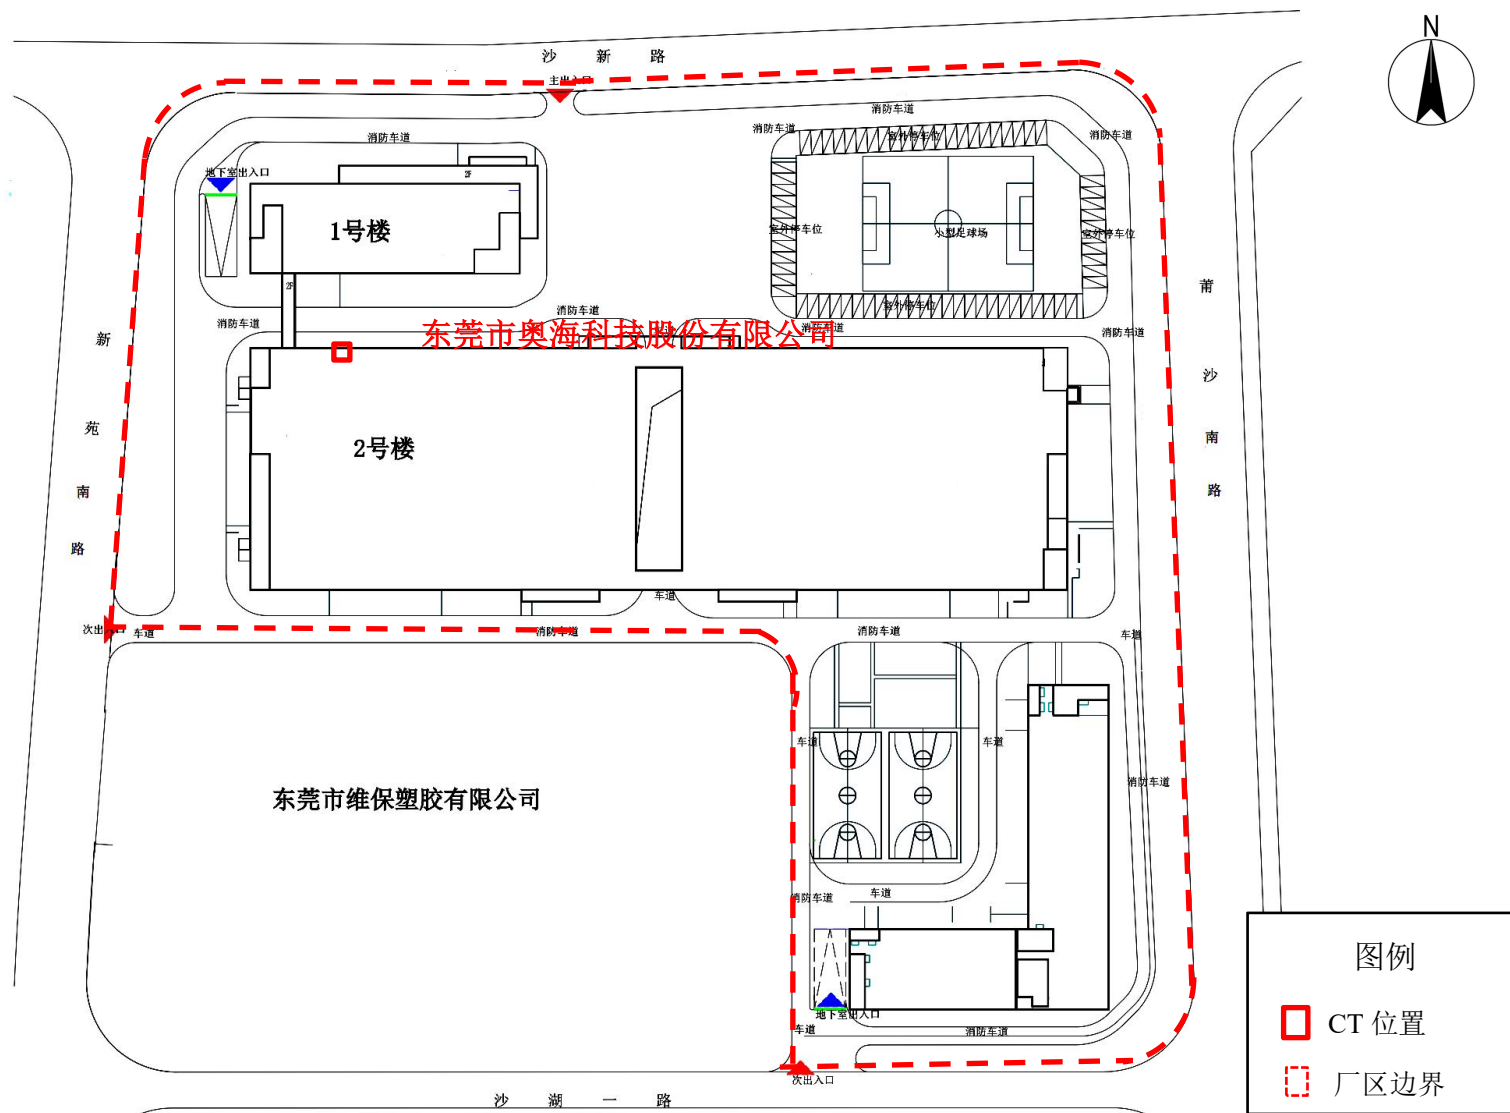 N
沙新路
主出入口
消防车道
消防车道
消防车道
室外停车位
消防车道
地下室出入口
2F
1号楼
室外停车位
小型足球场
室外停车位
2F
莆沙南路
室外停车位
消防车道
消防车道
消防车道
消防车道
东莞市奥海科技股份有限公司
新苑南路
2号楼
车道
次出入口
车道
消防车道
消防车道
车道
车道
车道
消防车道
东莞市维保塑胶有限公司
消防车道
车道
地下室出入口
车道
消防车道
次出入口
沙湖一路
图例
CT 位置
厂区边界